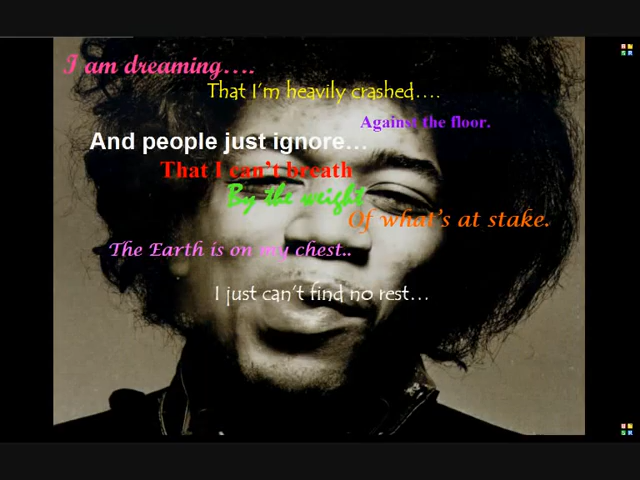 I am dreaming….
That I'm heavily crashed….
Against the floor.
And people just ignore…
That I can't breath
By the weight
Of what's at stake.
The Earth is on my chest..
I just can't find no rest…